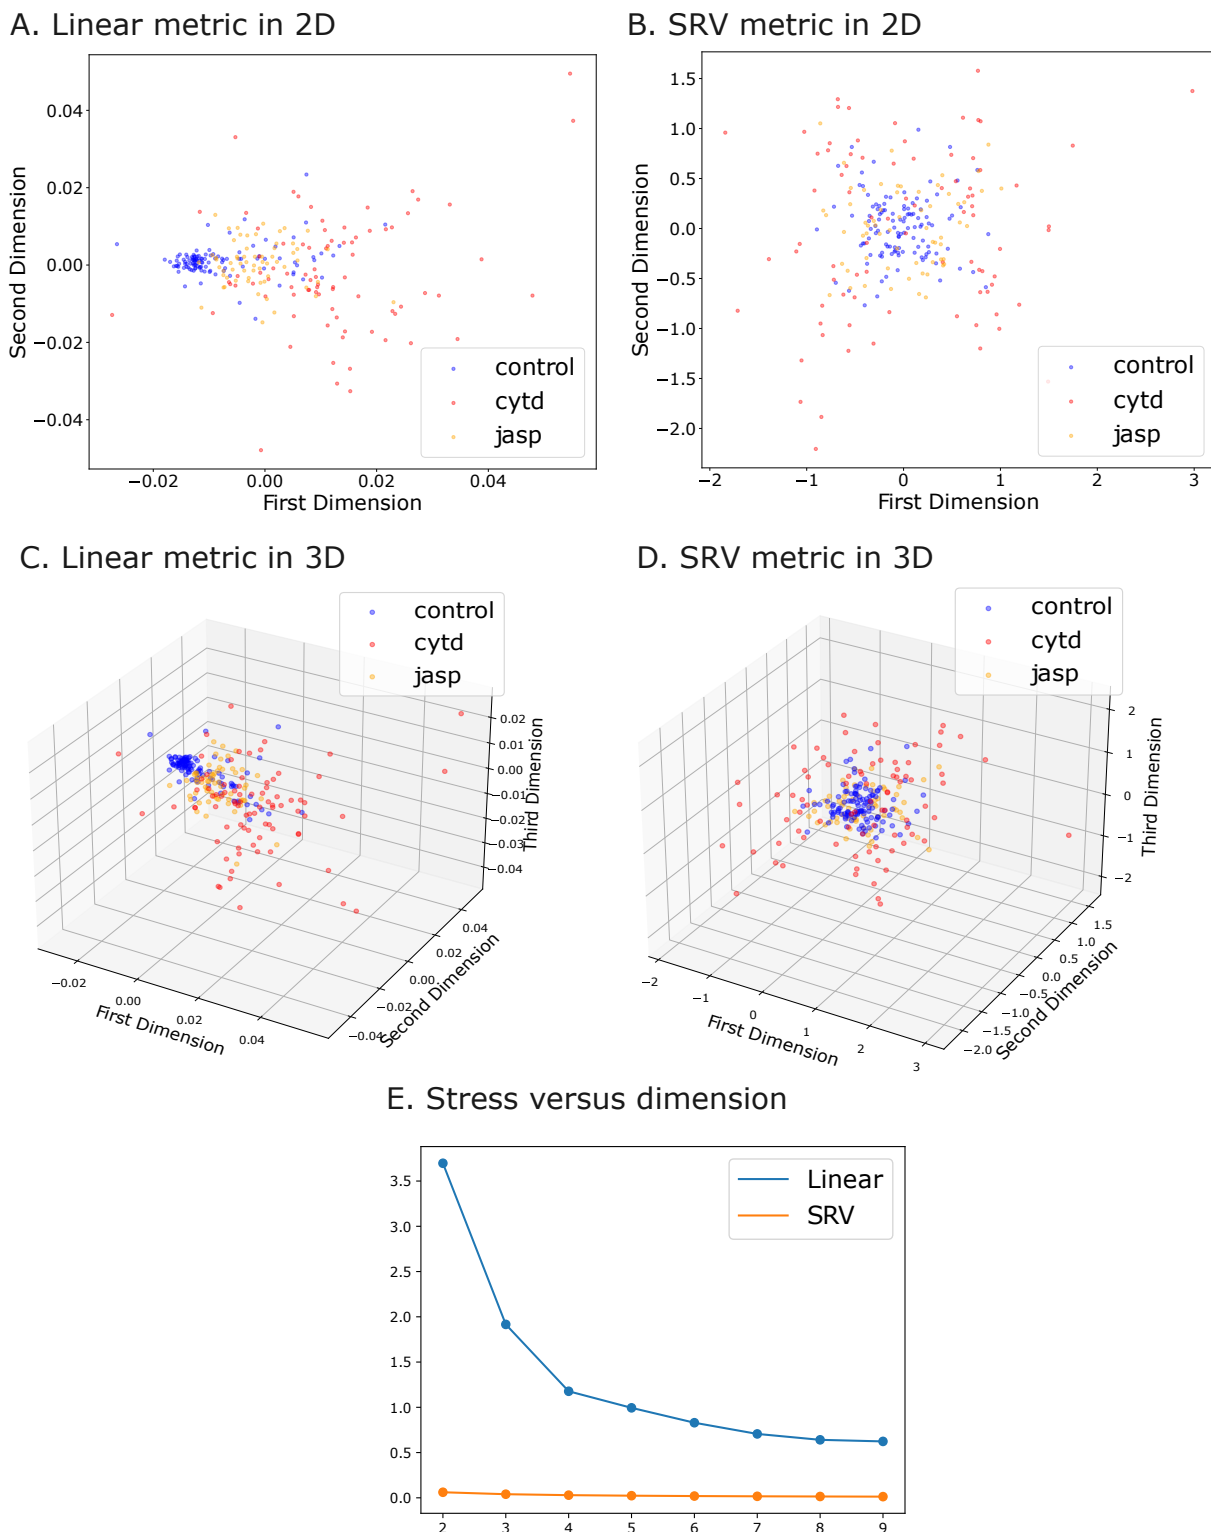 A. Linear metric in 2D
B. SRV metric in 2D
Second Dimension
0.04
0.02
0.00
−0.02
−0.04
−0.02
0.00
0.02
0.04
First Dimension
control
cytd
jasp
Second Dimension
1.5
1.0
0.5
0.0
−0.5
−1.0
−1.5
−2.0
−2
−1
0
1
2
3
First Dimension
control
cytd
jasp
C. Linear metric in 3D
D. SRV metric in 3D
control
cytd
jasp
0.02
0.01
0.00
−0.01
−0.02
−0.03
−0.04
Third Dimension
0.04
0.02
0.00
−0.02
−0.04
Second Dimension
−0.02
0.00
0.02
0.04
First Dimension
control
cytd
jasp
2
1
0
−1
−2
Third Dimension
1.5
1.0
0.5
0.0
−0.5
−1.0
−1.5
−2.0
Second Dimension
−2
−1
0
1
2
3
First Dimension
E. Stress versus dimension
3.5
3.0
2.5
2.0
1.5
1.0
0.5
0.0
2 3 4 5 6 7 8 9
Linear
SRV